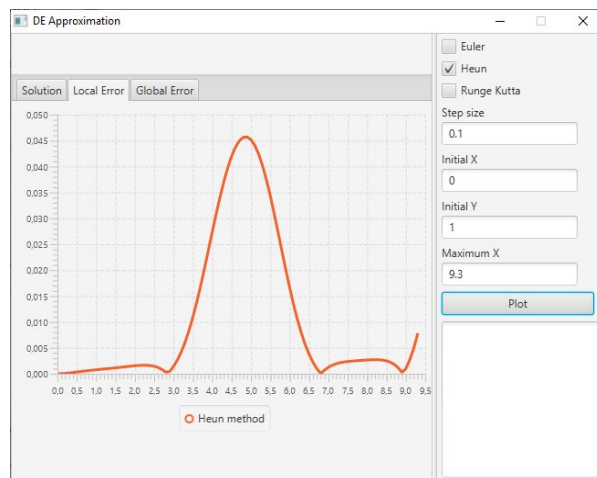 DE Approximation
Euler
Heun
Runge Kutta
Step size
0.1
Initial X
0
Initial Y
1
Maximum X
9.3
Plot
Solution Local Error Global Error
0,050
0,045
0,040
0,035
0,030
0,025
0,020
0,015
0,010
0,005
0,000
0,0 0,5 1,0 1,5 2,0 2,5 3,0 3,5 4,0 4,5 5,0 5,5 6,0 6,5 7,0 7,5 8,0 8,5 9,0 9,5
Heun method